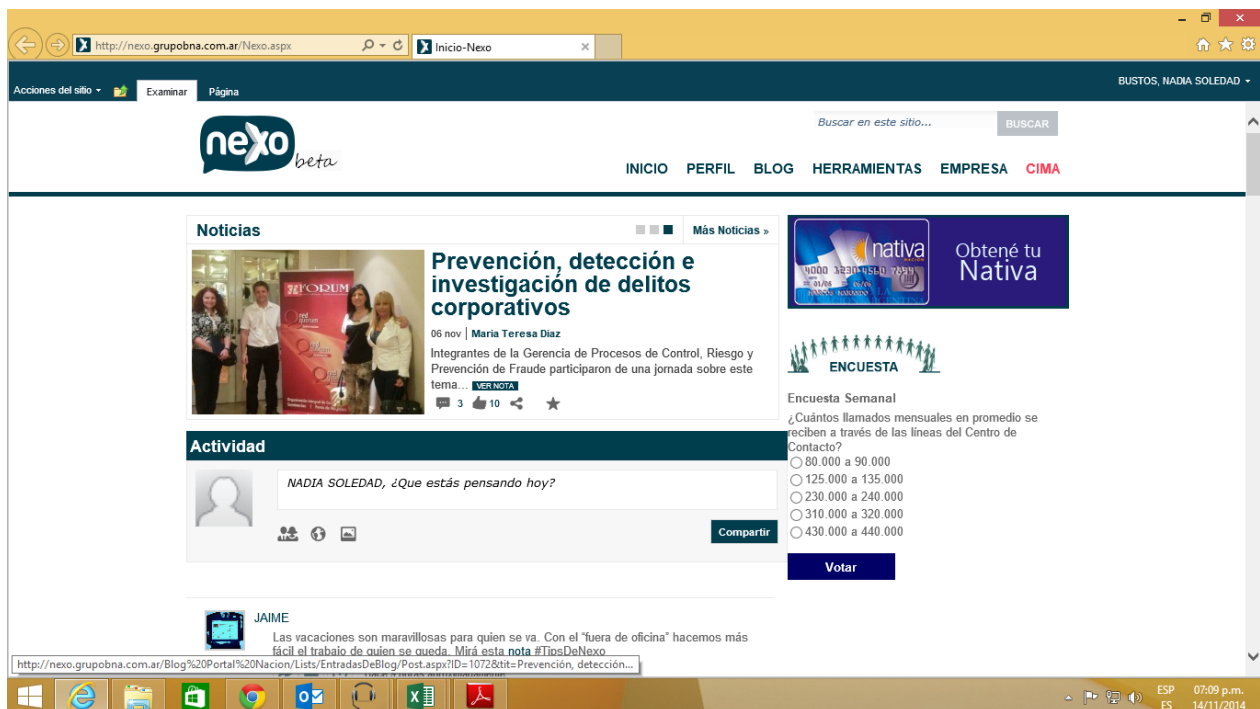 http://nexo.grupobna.com.ar/Nexo.aspx
Inicio-Nexo
Acciones del sitio
Examinar
Página
BUSTOS, NADIA SOLEDAD
nexo
beta
Buscar en este sitio...
BUSCAR
INICIO PERFIL BLOG HERRAMIENTAS EMPRESA CIMA
Noticias
Más Noticias »
FORUM
red
quorum
Prevención, detección e
investigación de delitos
corporativos
06 nov | Maria Teresa Diaz
Integrantes de la Gerencia de Procesos de Control, Riesgo y
Prevención de Fraude participaron de una jornada sobre este
tema... VER NOTA
3 10
nativa
NACIÓN
Obtené tu
Nativa
ENCUESTA
Encuesta Semanal
¿Cuántos llamados mensuales en promedio se
reciben a través de las líneas del Centro de
Contacto?
80.000 a 90.000
125.000 a 135.000
230.000 a 240.000
310.000 a 320.000
430.000 a 440.000
Votar
Actividad
NADIA SOLEDAD, ¿Que estás pensando hoy?
Compartir
JAIME
Las vacaciones son maravillosas para quien se va. Con el "fuera de oficina" hacemos más
fácil el trabajo de quien se queda. Mirá esta nota #TipsDeNexo
http://nexo.grupobna.com.ar/Blog%20Portal%20Nacion/Lists/EntradasDeBlog/Post.aspx?ID=1072&tit=Prevención, detección...
ESP
ES
07:09 p.m.
14/11/2014